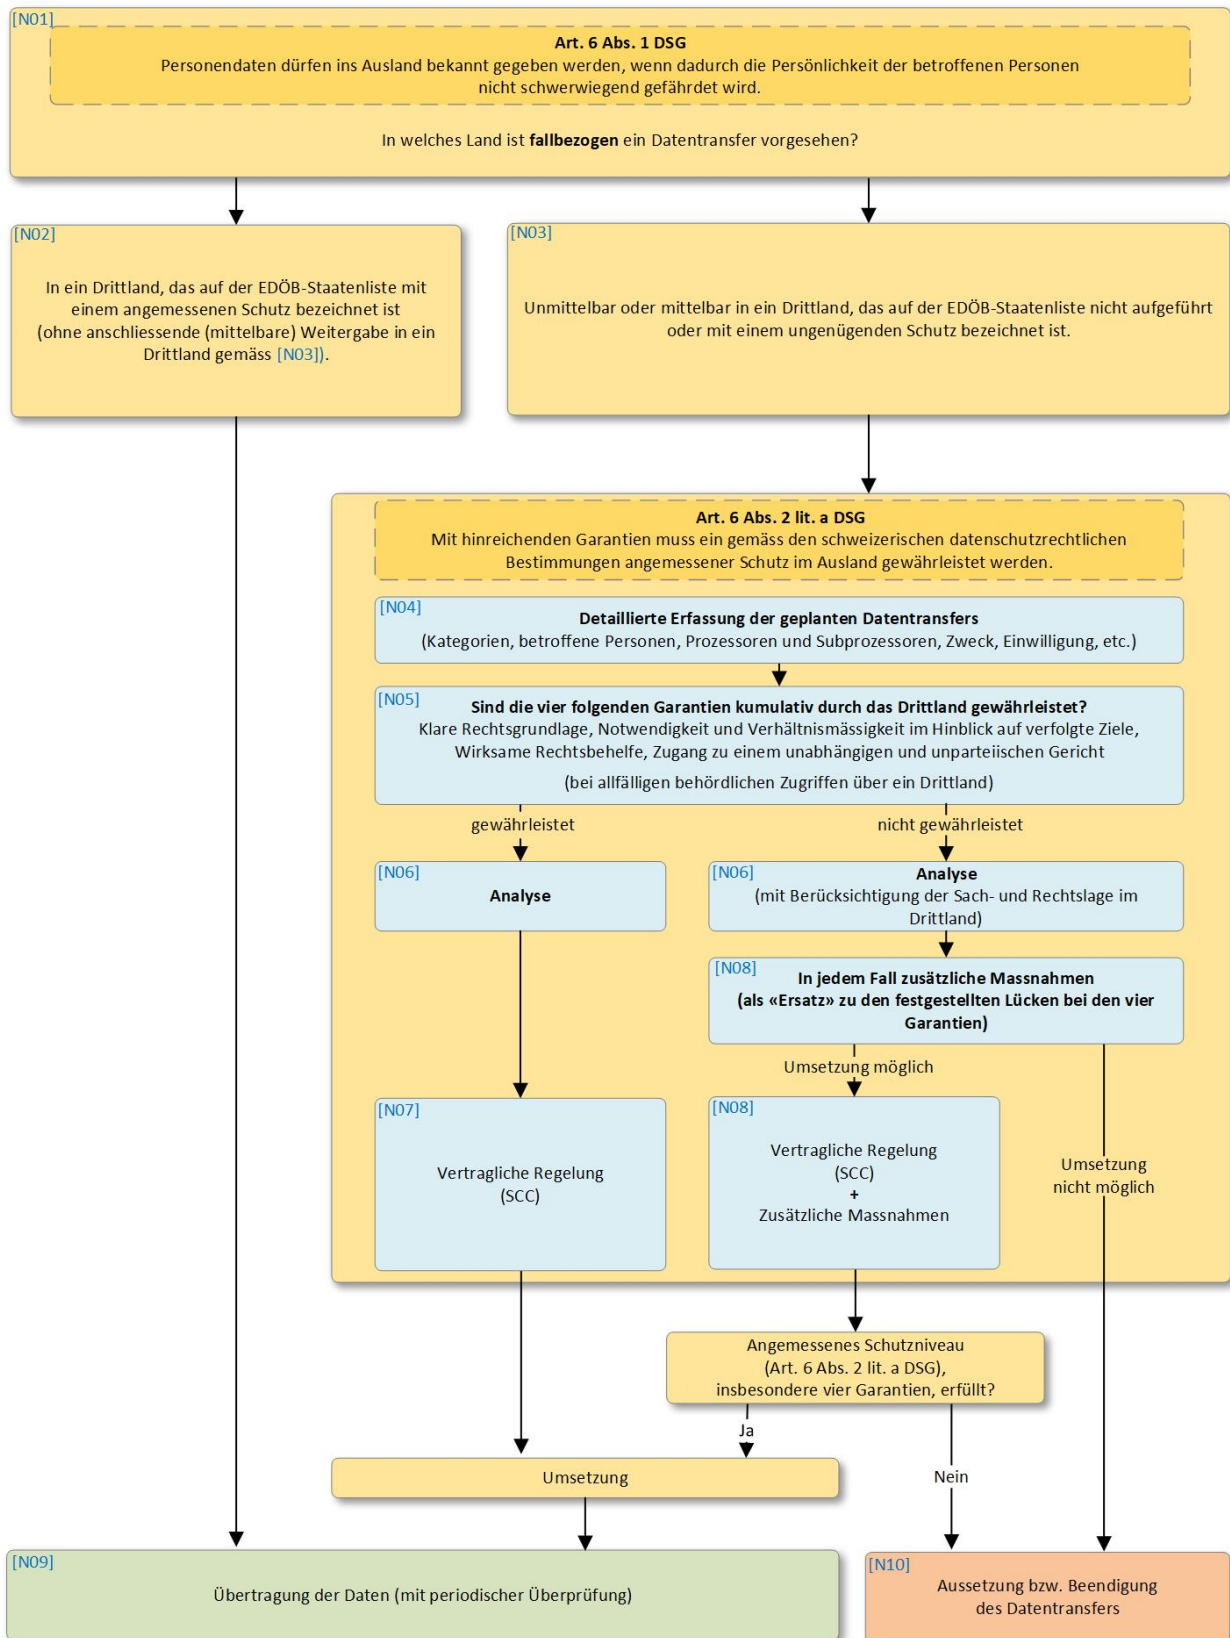 [N01]
Art. 6 Abs. 1 DSG
Personendaten dürfen ins Ausland bekannt gegeben werden, wenn dadurch die Persönlichkeit der betroffenen Personen
nicht schwerwiegend gefährdet wird.
In welches Land ist fallbezogen ein Datentransfer vorgesehen?
[N02]
In ein Drittland, das auf der EDÖB-Staatenliste mit
einem angemessenen Schutz bezeichnet ist
(ohne anschliessende (mittelbare) Weitergabe in ein
Drittland gemäss [N03]).
[N03]
Unmittelbar oder mittelbar in ein Drittland, das auf der EDÖB-Staatenliste nicht aufgeführt
oder mit einem ungenügenden Schutz bezeichnet ist.
Art. 6 Abs. 2 lit. a DSG
Mit hinreichenden Garantien muss ein gemäss den schweizerischen datenschutzrechtlichen
Bestimmungen angemessener Schutz im Ausland gewährleistet werden.
[N04]
Detaillierte Erfassung der geplanten Datentransfers
(Kategorien, betroffene Personen, Prozessoren und Subprozessoren, Zweck, Einwilligung, etc.)
[N05]
Sind die vier folgenden Garantien kumulativ durch das Drittland gewährleistet?
Klare Rechtsgrundlage, Notwendigkeit und Verhältnismässigkeit im Hinblick auf verfolgte Ziele,
Wirksame Rechtsbehelfe, Zugang zu einem unabhängigen und unparteiischen Gericht
(bei allfälligen behördlichen Zugriffen über ein Drittland)
gewährleistet
nicht gewährleistet
[N06]
Analyse
[N06]
Analyse
(mit Berücksichtigung der Sach- und Rechtslage im
Drittland)
[N08]
In jedem Fall zusätzliche Massnahmen
(als «Ersatz» zu den festgestellten Lücken bei den vier
Garantien)
Umsetzung möglich
[N07]
Vertragliche Regelung
(SCC)
[N08]
Vertragliche Regelung
(SCC)
+
Zusätzliche Massnahmen
Umsetzung
nicht möglich
Angemessenes Schutzniveau
(Art. 6 Abs. 2 lit. a DSG),
insbesondere vier Garantien, erfüllt?
Ja
Nein
Umsetzung
[N09]
Übertragung der Daten (mit periodischer Überprüfung)
[N10]
Aussetzung bzw. Beendigung
des Datentransfers